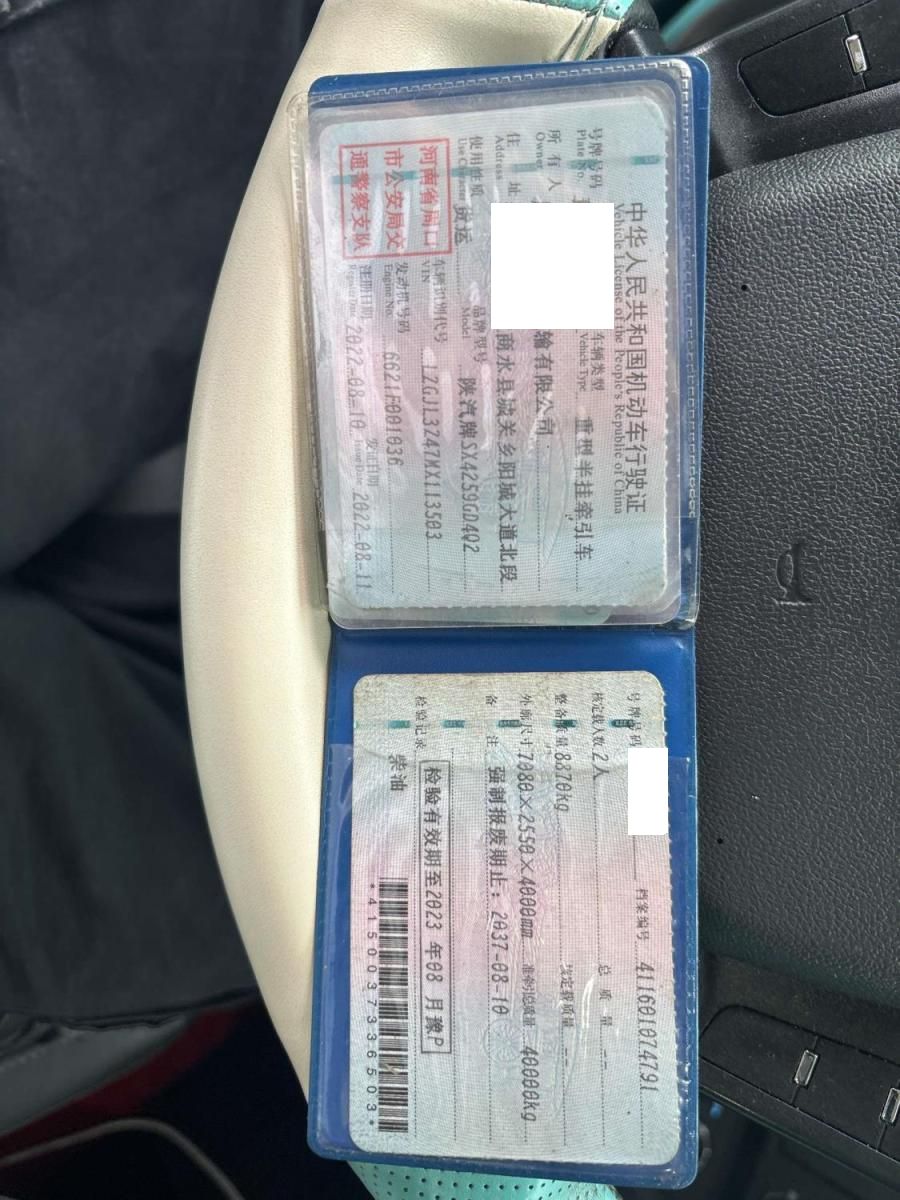 中华人民共和国机动车行驶证
Vehicle License of the People's Republic of China
号牌号码
Plate No.
车辆类型 重型半挂牵引车
Vehicle Type
所有人 输有限公司
Owner
住址 商水县城关乡阳城大道北段
Address
使用性质 货运
品牌型号 陕汽牌SX4259GD4Q2
Model
河南省周口
市公安局交
通警察支队
车辆识别代号 LZGJL3Z47MX113503
VIN
发动机号码 6621F001036
Engine No.
注册日期 2022-08-10
发证日期 2022-08-11
Issue Date
号牌号码
档案编号 411601074791
核定载人数 2人
总质量 --
整备质量 8870kg
核定载质量 --
外廓尺寸 7080×2550×4000mm
准牵引总质量 40000kg
备注 强制报废期止：2037-08-10
检验记录
检验有效期至2023 年08 月豫P
柴油
*4150037336503*